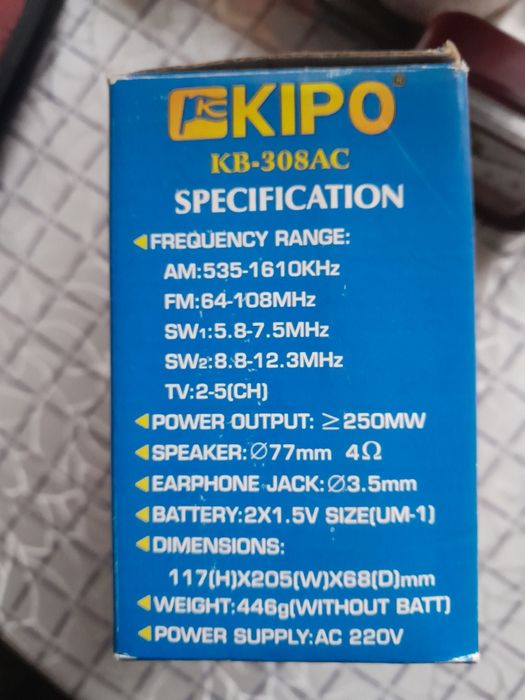 KC KIPO®
KB-308AC
SPECIFICATION
FREQUENCY RANGE:
AM:535-1610KHz
FM:64-108MHz
SW1:5.8-7.5MHz
SW2:8.8-12.3MHz
TV:2-5(CH)
POWER OUTPUT: ≥250MW
SPEAKER:Ø77mm 4Ω
EARPHONE JACK:Ø3.5mm
BATTERY:2X1.5V SIZE(UM-1)
DIMENSIONS:
117(H)X205(W)X68(D)mm
WEIGHT:446g(WITHOUT BATT)
POWER SUPPLY:AC 220V